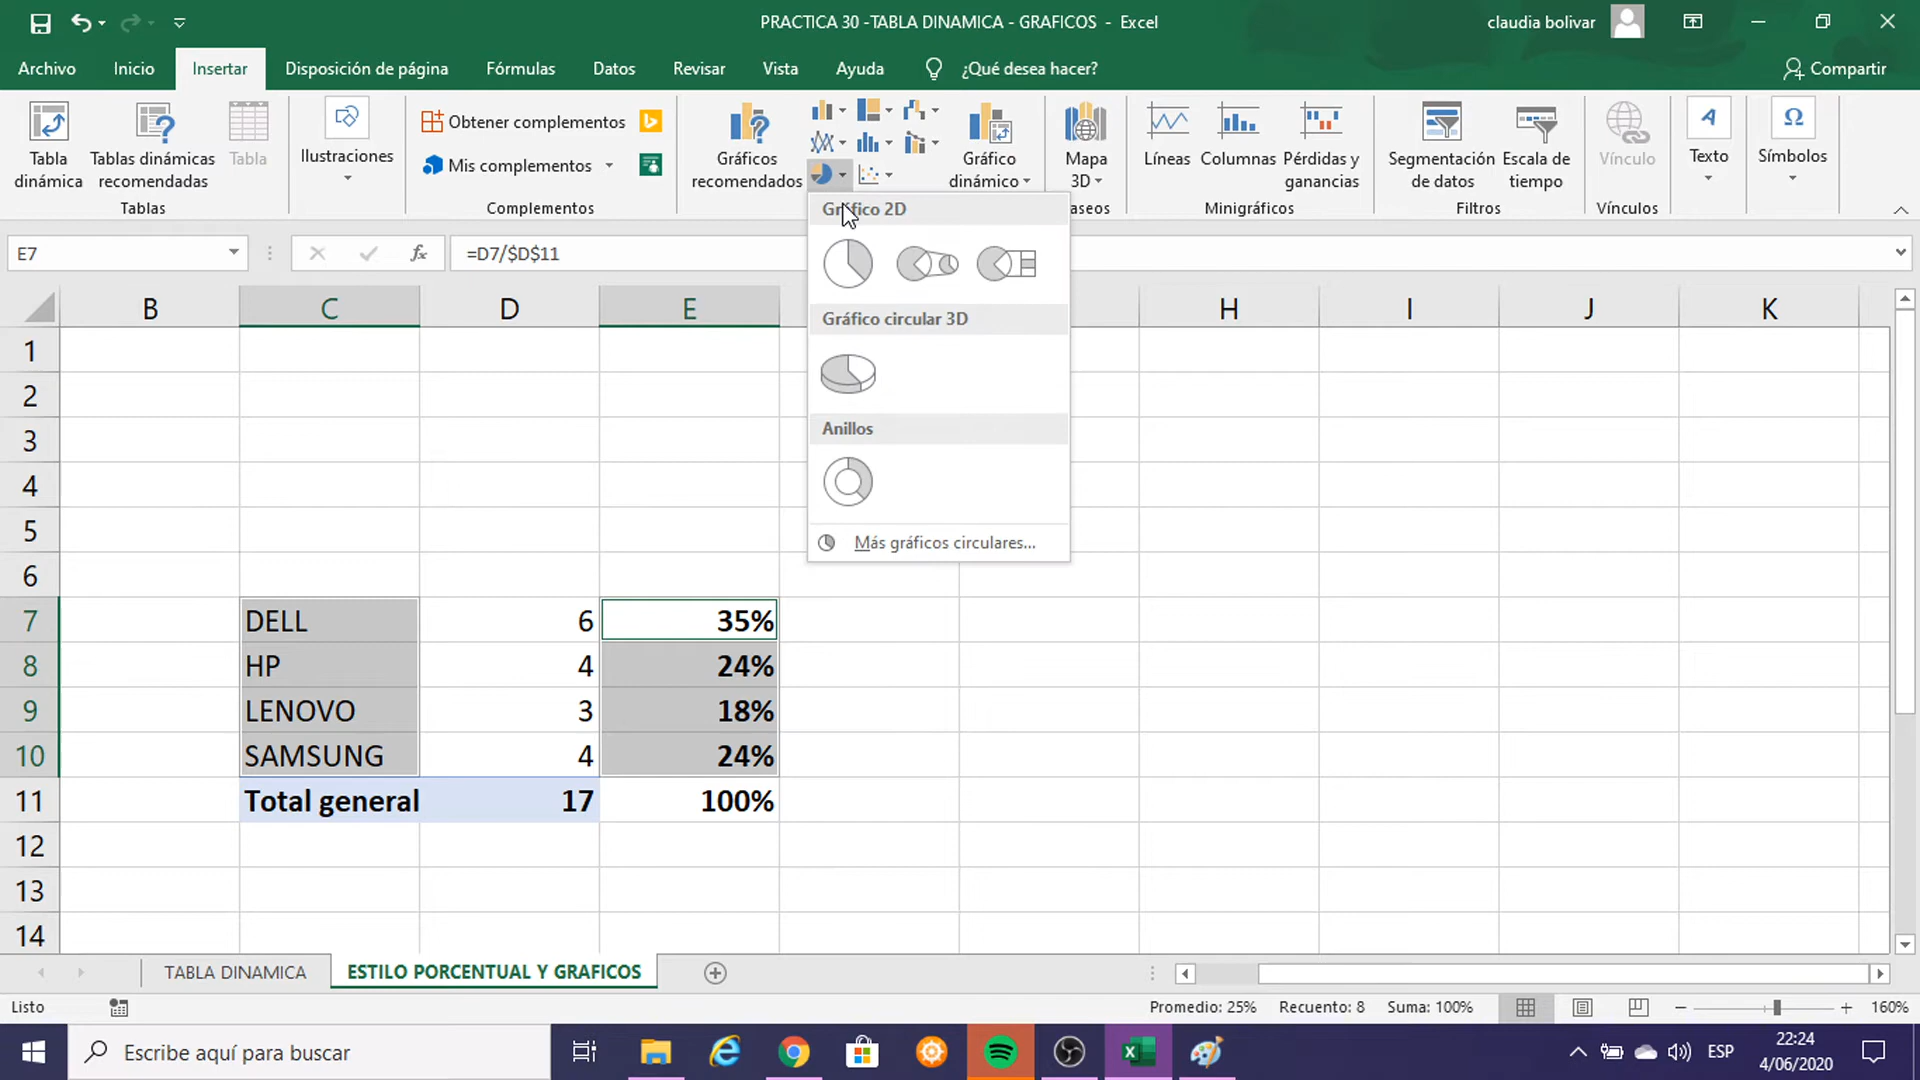 PRACTICA 30 -TABLA DINAMICA - GRAFICOS - Excel
claudia bolivar
Archivo
Inicio
Insertar
Disposición de página
Fórmulas
Datos
Revisar
Vista
Ayuda
¿Qué desea hacer?
Compartir
Tabla
dinámica
Tablas dinámicas
recomendadas
Tabla
Tablas
Ilustraciones
Obtener complementos
Mis complementos
Complementos
Gráficos
recomendados
Gráfico
dinámico
Mapa
3D
aseos
Líneas
Columnas
Pérdidas y
ganancias
Minigráficos
Segmentación
de datos
Escala de
tiempo
Filtros
Vínculo
Vínculos
A
Texto
Ω
Símbolos
Gráfico 2D
Gráfico circular 3D
Anillos
Más gráficos circulares...
E7
fx
=D7/$D$11
B C D E H I J K
1
2
3
4
5
6
7 DELL 6 35%
8 HP 4 24%
9 LENOVO 3 18%
10 SAMSUNG 4 24%
11 Total general 17 100%
12
13
14
TABLA DINAMICA
ESTILO PORCENTUAL Y GRAFICOS
Listo
Promedio: 25%
Recuento: 8
Suma: 100%
160%
Escribe aquí para buscar
ESP
22:24
4/06/2020